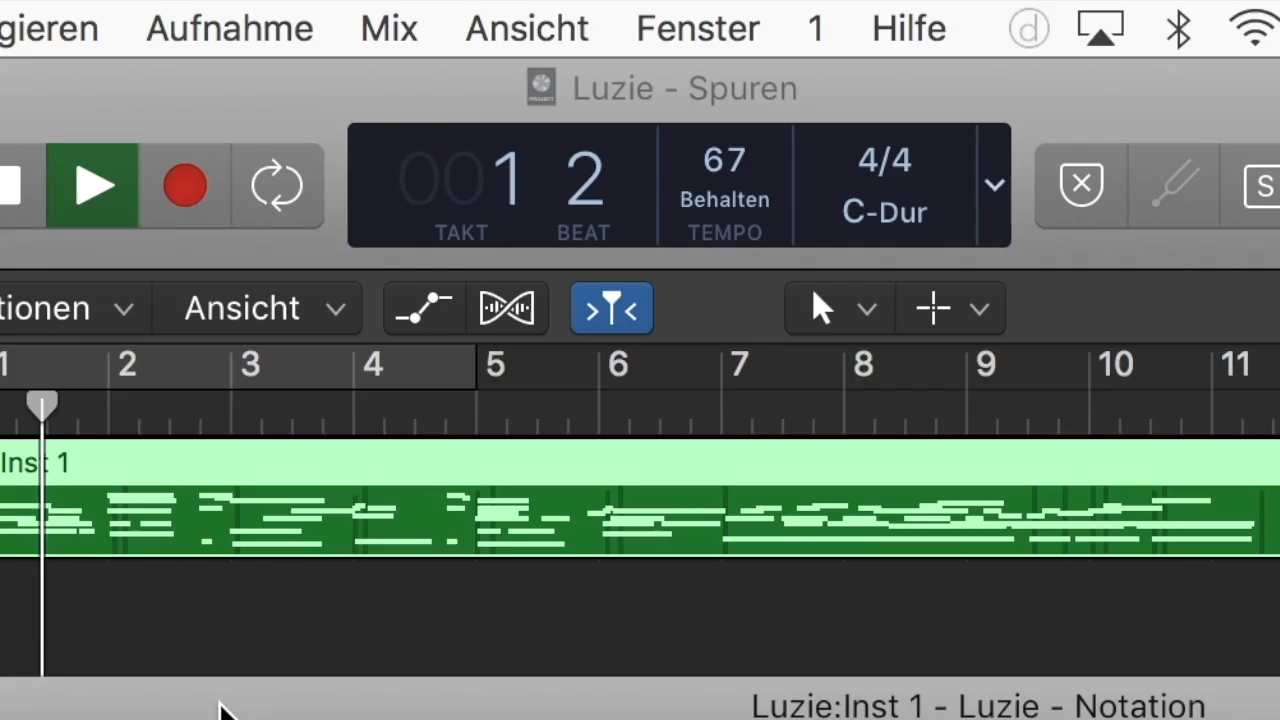 gieren Aufnahme Mix Ansicht Fenster 1 Hilfe
Luzie - Spuren
001 2 67 4/4
Behalten C-Dur
TAKT BEAT TEMPO
S
tionen Ansicht
1 2 3 4 5 6 7 8 9 10 11
Inst 1
Luzie:Inst 1 - Luzie - Notation